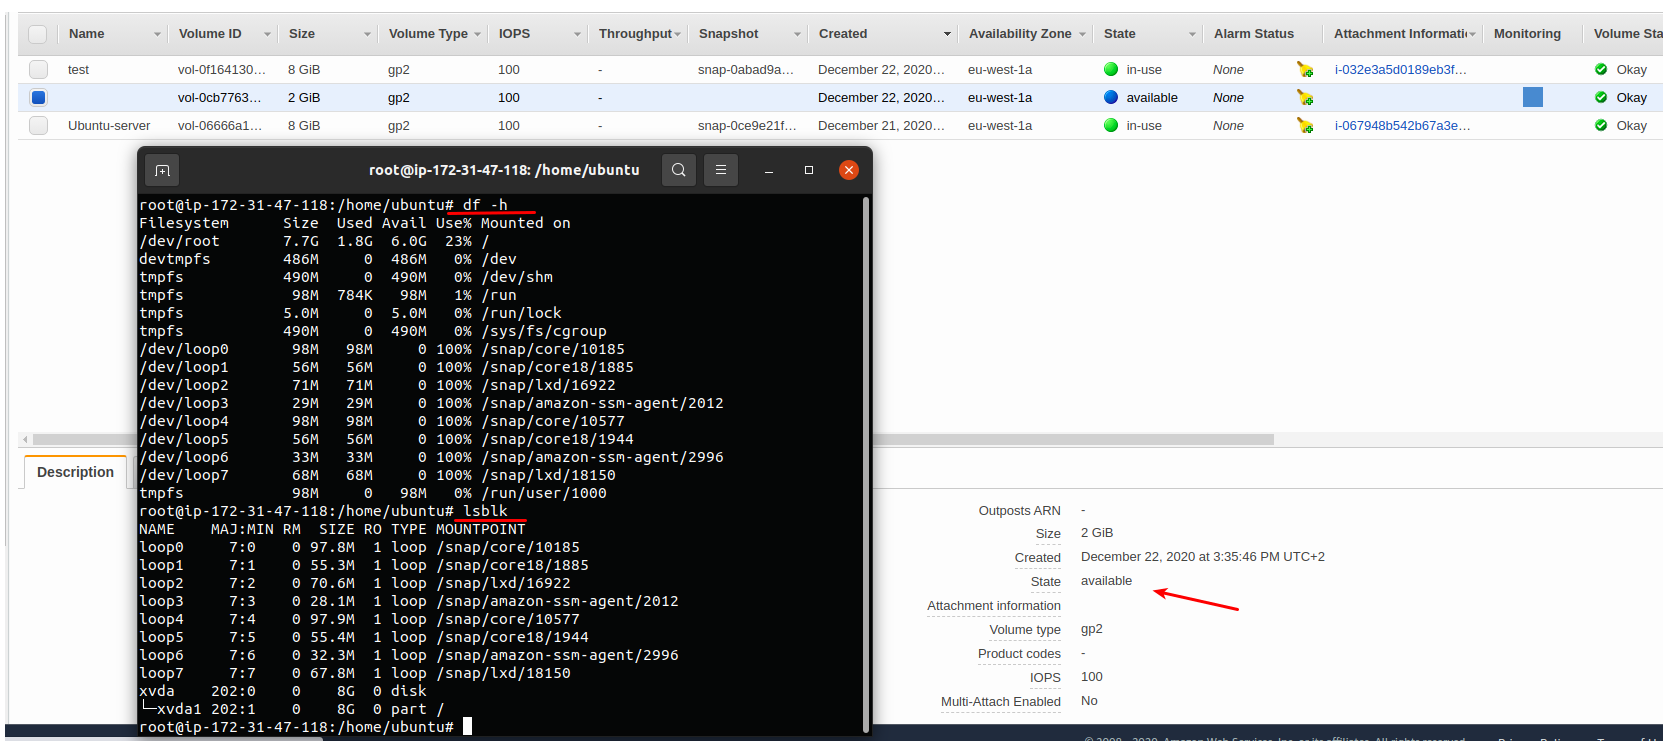 Name Volume ID Size Volume Type IOPS Throughput Snapshot Created Availability Zone State Alarm Status Attachment Informati Monitoring Volume Sta
test vol-0f164130... 8 GiB gp2 100 - snap-0abad9a... December 22, 2020... eu-west-1a in-use None i-032e3a5d0189eb3f... Okay
vol-0cb7763... 2 GiB gp2 100 - December 22, 2020... eu-west-1a available None Okay
Ubuntu-server vol-06666a1... 8 GiB gp2 100 - snap-0ce9e21f... December 21, 2020... eu-west-1a in-use None i-067948b542b67a3e... Okay
root@ip-172-31-47-118: /home/ubuntu
root@ip-172-31-47-118:/home/ubuntu# df -h
Filesystem Size Used Avail Use% Mounted on
/dev/root 7.7G 1.8G 6.0G 23% /
devtmpfs 486M 0 486M 0% /dev
tmpfs 490M 0 490M 0% /dev/shm
tmpfs 98M 784K 98M 1% /run
tmpfs 5.0M 0 5.0M 0% /run/lock
tmpfs 490M 0 490M 0% /sys/fs/cgroup
/dev/loop0 98M 98M 0 100% /snap/core/10185
/dev/loop1 56M 56M 0 100% /snap/core18/1885
/dev/loop2 71M 71M 0 100% /snap/lxd/16922
/dev/loop3 29M 29M 0 100% /snap/amazon-ssm-agent/2012
/dev/loop4 98M 98M 0 100% /snap/core/10577
/dev/loop5 56M 56M 0 100% /snap/core18/1944
/dev/loop6 33M 33M 0 100% /snap/amazon-ssm-agent/2996
/dev/loop7 68M 68M 0 100% /snap/lxd/18150
tmpfs 98M 0 98M 0% /run/user/1000
root@ip-172-31-47-118:/home/ubuntu# lsblk
NAME MAJ:MIN RM SIZE RO TYPE MOUNTPOINT
loop0 7:0 0 97.8M 1 loop /snap/core/10185
loop1 7:1 0 55.3M 1 loop /snap/core18/1885
loop2 7:2 0 70.6M 1 loop /snap/lxd/16922
loop3 7:3 0 28.1M 1 loop /snap/amazon-ssm-agent/2012
loop4 7:4 0 97.9M 1 loop /snap/core/10577
loop5 7:5 0 55.4M 1 loop /snap/core18/1944
loop6 7:6 0 32.3M 1 loop /snap/amazon-ssm-agent/2996
loop7 7:7 0 67.8M 1 loop /snap/lxd/18150
xvda 202:0 0 8G 0 disk
└─xvda1 202:1 0 8G 0 part /
root@ip-172-31-47-118:/home/ubuntu#
Description
Outposts ARN -
Size 2 GiB
Created December 22, 2020 at 3:35:46 PM UTC+2
State available
Attachment information
Volume type gp2
Product codes -
IOPS 100
Multi-Attach Enabled No